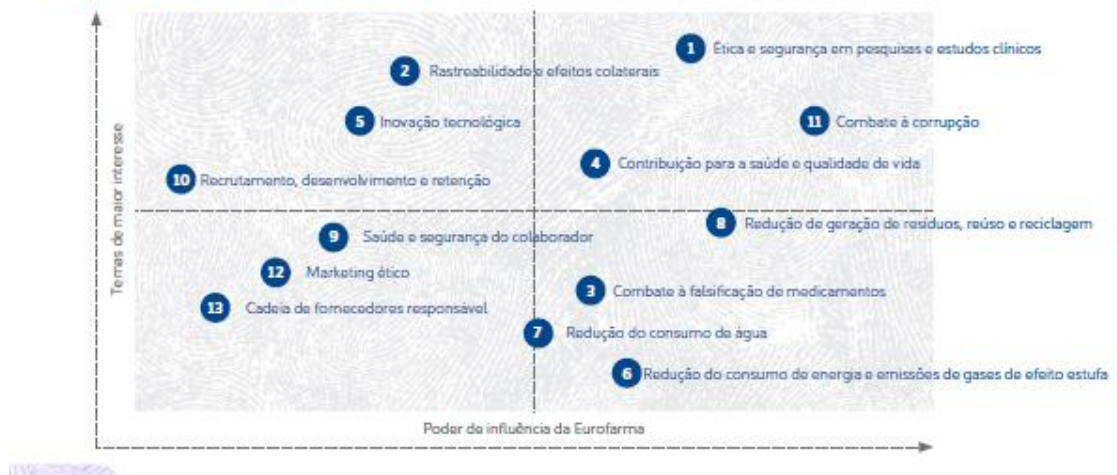 1 Ética e segurança em pesquisas e estudos clínicos
2 Rastreabilidade e efeitos colaterais
5 Inovação tecnológica
11 Combate à corrupção
4 Contribuição para a saúde e qualidade de vida
10 Recrutamento, desenvolvimento e retenção
8 Redução de geração de resíduos, reúso e reciclagem
9 Saúde e segurança do colaborador
12 Marketing ético
3 Combate à falsificação de medicamentos
13 Cadeia de fornecedores responsável
7 Redução do consumo de água
6 Redução do consumo de energia e emissões de gases de efeito estufa
Temas de maior interesse
Poder de influência da Eurofarma